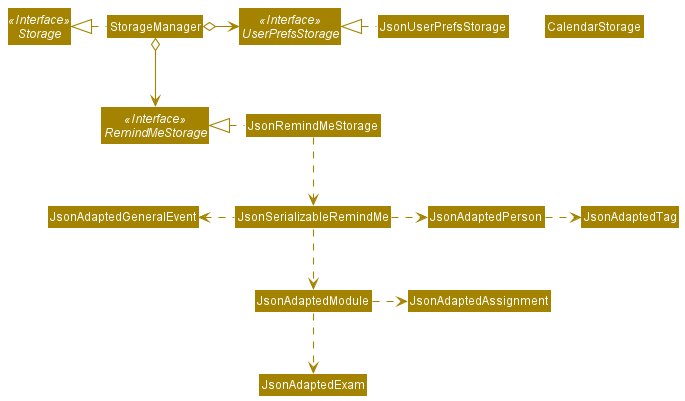 «Interface»
Storage
StorageManager
«Interface»
UserPrefsStorage
JsonUserPrefsStorage
CalendarStorage
«Interface»
RemindMeStorage
JsonRemindMeStorage
JsonAdaptedGeneralEvent
JsonSerializableRemindMe
JsonAdaptedPerson
JsonAdaptedTag
JsonAdaptedModule
JsonAdaptedAssignment
JsonAdaptedExam